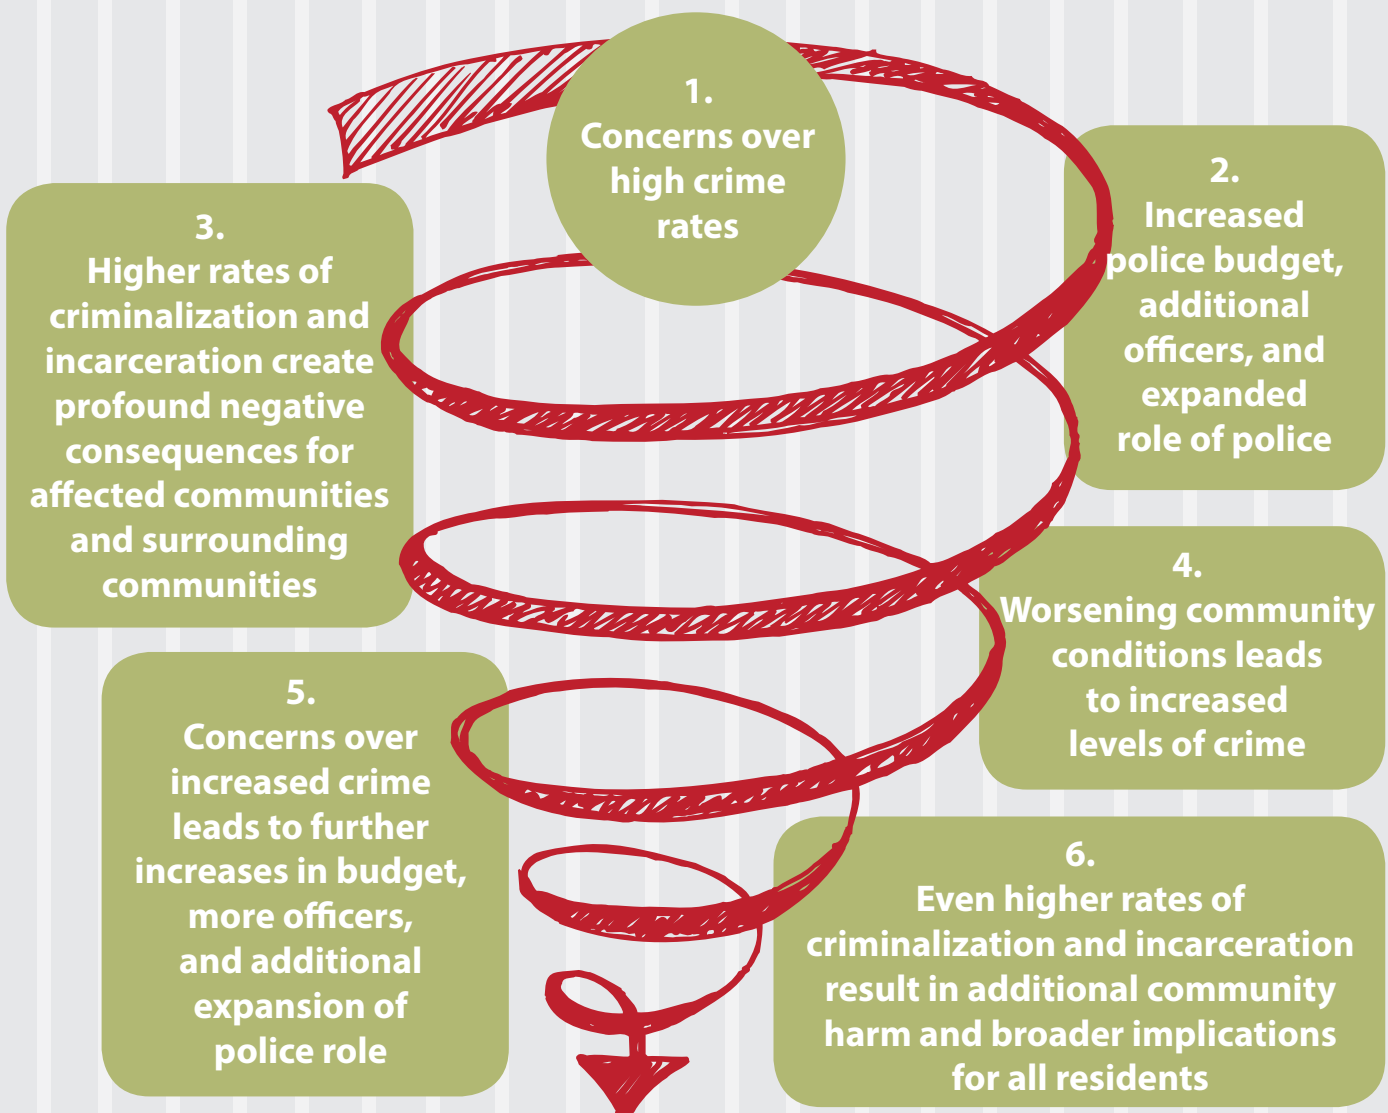 1.
Concerns over
high crime
rates
2.
Increased
police budget,
additional
officers, and
expanded
role of police
3.
Higher rates of
criminalization and
incarceration create
profound negative
consequences for
affected communities
and surrounding
communities
4.
Worsening community
conditions leads
to increased
levels of crime
5.
Concerns over
increased crime
leads to further
increases in budget,
more officers,
and additional
expansion of
police role
6.
Even higher rates of
criminalization and incarceration
result in additional community
harm and broader implications
for all residents